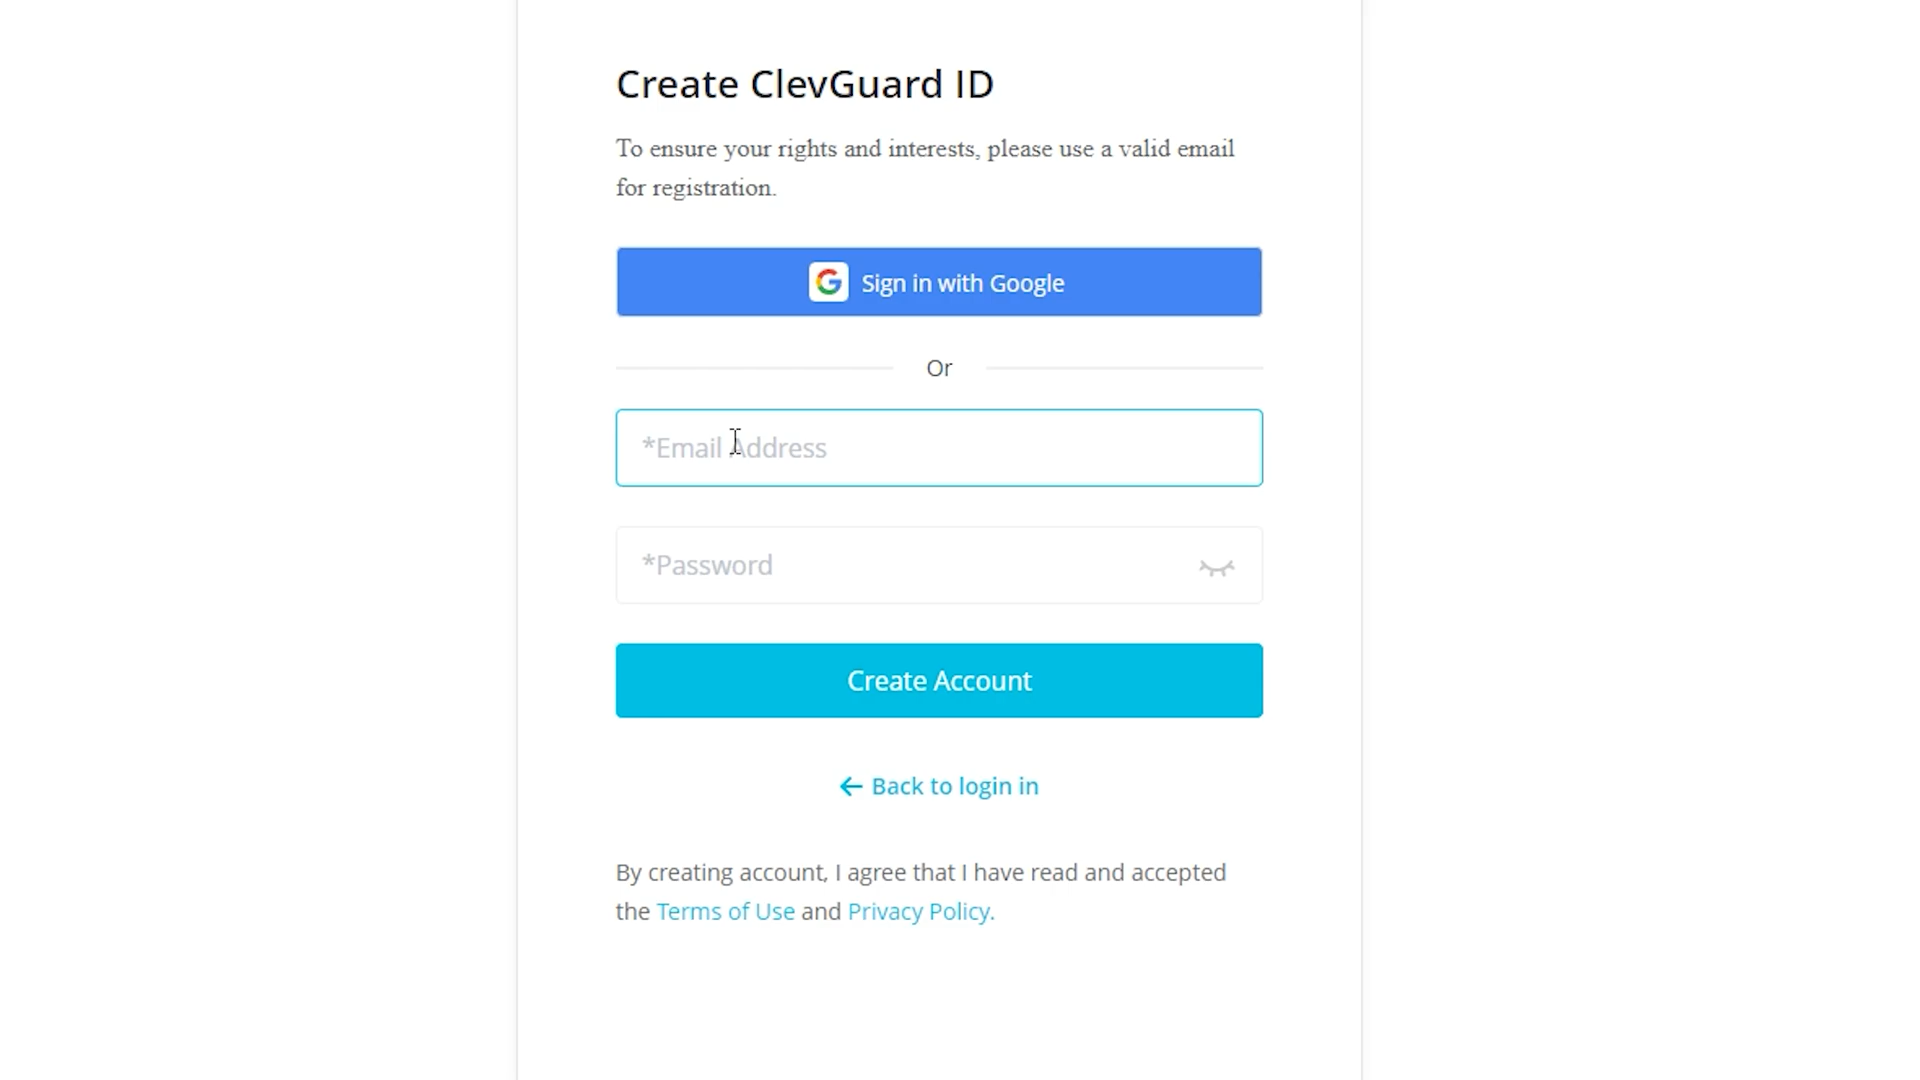 Create ClevGuard ID
To ensure your rights and interests, please use a valid email
for registration.
Sign in with Google
Or
*Email Address
*Password
Create Account
← Back to login in
By creating account, I agree that I have read and accepted
the Terms of Use and Privacy Policy.